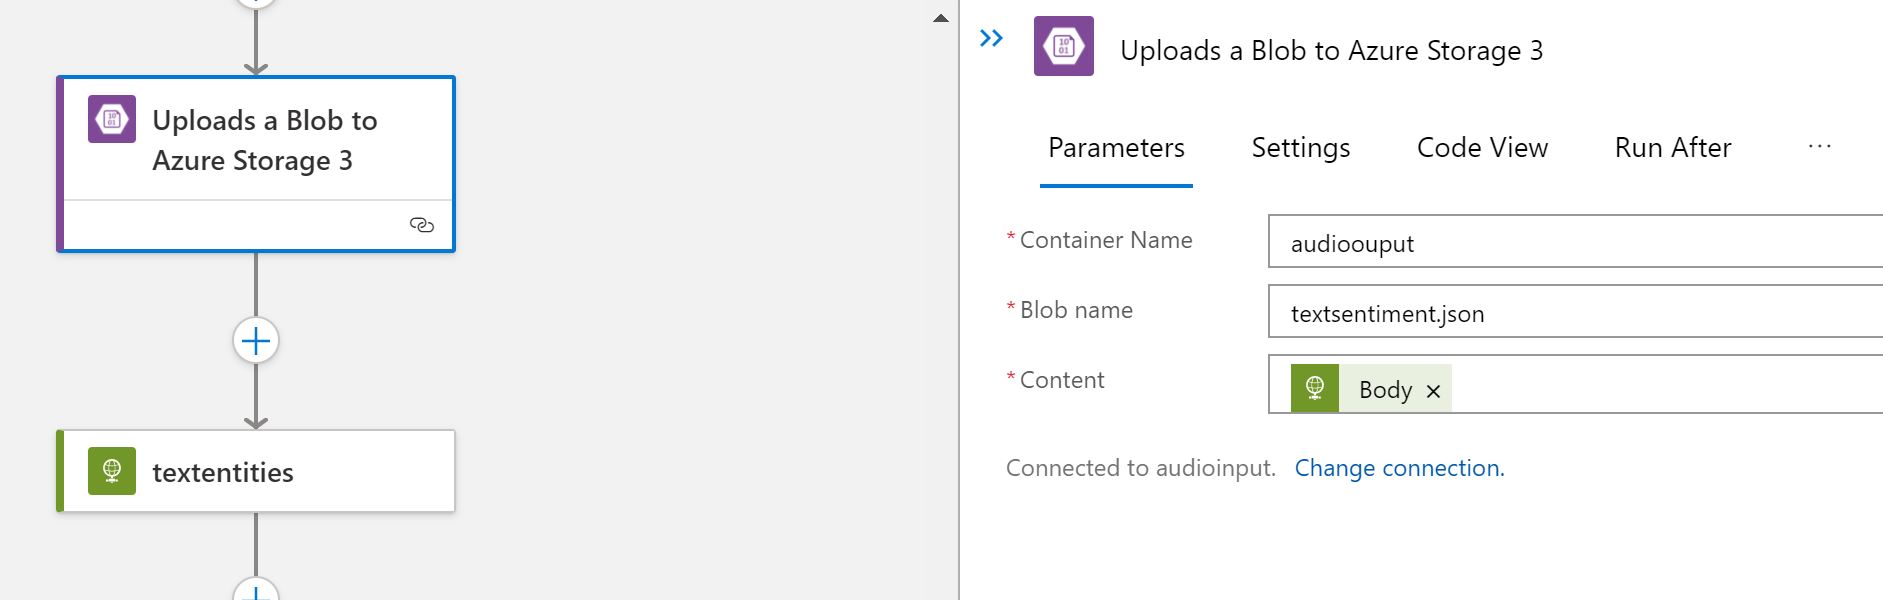 Uploads a Blob to
Azure Storage 3
textentities
Uploads a Blob to Azure Storage 3
Parameters Settings Code View Run After ...
* Container Name audioouput
* Blob name textsentiment.json
* Content Body ×
Connected to audioinput. Change connection.